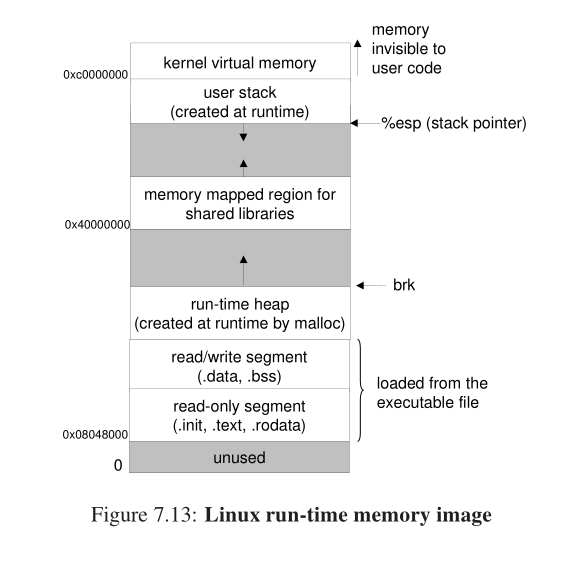 memory
invisible to
user code
kernel virtual memory
0xc0000000
user stack
(created at runtime)
%esp (stack pointer)
memory mapped region for
shared libraries
0x40000000
brk
run-time heap
(created at runtime by malloc)
read/write segment
(.data, .bss)
loaded from the
executable file
read-only segment
(.init, .text, .rodata)
0x08048000
unused
0
Figure 7.13: Linux run-time memory image